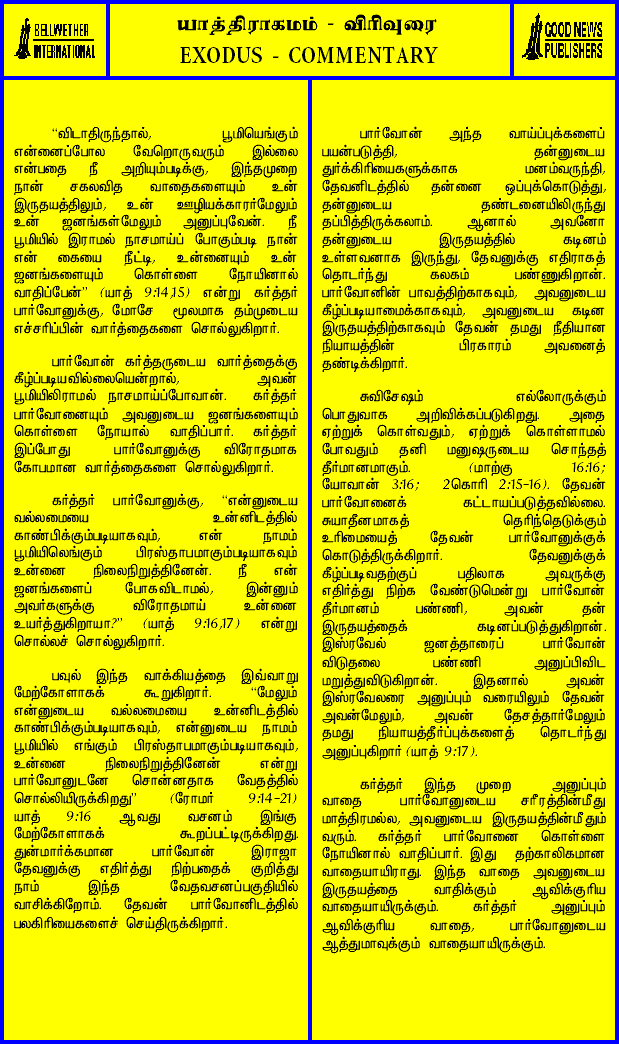 BELLWETHER
INTERNATIONAL
யாத்திராகமம் - விரிவுரை
EXODUS - COMMENTARY
GOOD NEWS
PUBLISHERS
“விடாதிருந்தால், பூமியெங்கும்
என்னைப்போல வேறொருவரும் இல்லை
என்பதை நீ அறியும்படிக்கு, இந்தமுறை
நான் சகலவித வாதைகளையும் உன்
இருதயத்திலும், உன் ஊழியக்காரர்மேலும்
உன் ஜனங்கள்மேலும் அனுப்புவேன். நீ
பூமியில் இராமல் நாசமாய்ப் போகும்படி நான்
என் கையை நீட்டி, உன்னையும் உன்
ஜனங்களையும் கொள்ளை நோயினால்
வாதிப்பேன்” (யாத் 9:14,15) என்று கர்த்தர்
பார்வோனுக்கு, மோசே மூலமாக தம்முடைய
எச்சரிப்பின் வார்த்தைகளை சொல்லுகிறார்.
பார்வோன் கர்த்தருடைய வார்த்தைக்கு
கீழ்ப்படியவில்லையென்றால், அவன்
பூமியிலிராமல் நாசமாய்ப்போவான். கர்த்தர்
பார்வோனையும் அவனுடைய ஜனங்களையும்
கொள்ளை நோயால் வாதிப்பார். கர்த்தர்
இப்போது பார்வோனுக்கு விரோதமாக
கோபமான வார்த்தைகளை சொல்லுகிறார்.
கர்த்தர் பார்வோனுக்கு, “என்னுடைய
வல்லமையை உன்னிடத்தில்
காண்பிக்கும்படியாகவும், என் நாமம்
பூமியிலெங்கும் பிரஸ்தாபமாகும்படியாகவும்
உன்னை நிலைநிறுத்தினேன். நீ என்
ஜனங்களைப் போகவிடாமல், இன்னும்
அவர்களுக்கு விரோதமாய் உன்னை
உயர்த்துகிறாயா?” (யாத் 9:16,17) என்று
சொல்லச் சொல்லுகிறார்.
பவுல் இந்த வாக்கியத்தை இவ்வாறு
மேற்கோளாகக் கூறுகிறார். “மேலும்
என்னுடைய வல்லமையை உன்னிடத்தில்
காண்பிக்கும்படியாகவும், என்னுடைய நாமம்
பூமியில் எங்கும் பிரஸ்தாபமாகும்படியாகவும்,
உன்னை நிலைநிறுத்தினேன் என்று
பார்வோனுடனே சொன்னதாக வேதத்தில்
சொல்லியிருக்கிறது” (ரோமர் 9:14-21)
யாத் 9:16 ஆவது வசனம் இங்கு
மேற்கோளாகக் கூறப்பட்டிருக்கிறது.
துன்மார்க்கமான பார்வோன் இராஜா
தேவனுக்கு எதிர்த்து நிற்பதைக் குறித்து
நாம் இந்த வேதவசனப்பகுதியில்
வாசிக்கிறோம். தேவன் பார்வோனிடத்தில்
பலகிரியைகளைச் செய்திருக்கிறார்.
பார்வோன் அந்த வாய்ப்புக்களைப்
பயன்படுத்தி, தன்னுடைய
துர்க்கிரியைகளுக்காக மனம்வருந்தி,
தேவனிடத்தில் தன்னை ஒப்புக்கொடுத்து,
தன்னுடைய தண்டனையிலிருந்து
தப்பித்திருக்கலாம். ஆனால் அவனோ
தன்னுடைய இருதயத்தில் கடினம்
உள்ளவனாக இருந்து, தேவனுக்கு எதிராகத்
தொடர்ந்து கலகம் பண்ணுகிறான்.
பார்வோனின் பாவத்திற்காகவும், அவனுடைய
கீழ்ப்படியாமைக்காகவும், அவனுடைய கடின
இருதயத்திற்காகவும் தேவன் தமது நீதியான
நியாயத்தின் பிரகாரம் அவனைத்
தண்டிக்கிறார்.
சுவிசேஷம் எல்லோருக்கும்
பொதுவாக அறிவிக்கப்படுகிறது. அதை
ஏற்றுக் கொள்வதும், ஏற்றுக் கொள்ளாமல்
போவதும் தனி மனுஷருடைய சொந்தத்
தீர்மானமாகும். (மாற்கு 16:16;
யோவான் 3:16; 2கொரி 2:15-16). தேவன்
பார்வோனைக் கட்டாயப்படுத்தவில்லை.
சுயாதீனமாகத் தெரிந்தெடுக்கும்
உரிமையைத் தேவன் பார்வோனுக்குக்
கொடுத்திருக்கிறார். தேவனுக்குக்
கீழ்ப்படிவதற்குப் பதிலாக அவருக்கு
எதிர்த்து நிற்க வேண்டுமென்று பார்வோன்
தீர்மானம் பண்ணி, அவன் தன்
இருதயத்தைக் கடினப்படுத்துகிறான்.
இஸ்ரவேல் ஜனத்தாரைப் பார்வோன்
விடுதலை பண்ணி அனுப்பிவிட
மறுத்துவிடுகிறான். இதனால் அவன்
இஸ்ரவேலரை அனுப்பும் வரையிலும் தேவன்
அவன்மேலும், அவன் தேசத்தார்மேலும்
தமது நியாயத்தீர்ப்புக்களைத் தொடர்ந்து
அனுப்புகிறார் (யாத் 9:17).
கர்த்தர் இந்த முறை அனுப்பும்
வாதை பார்வோனுடைய சரீரத்தின்மீது
மாத்திரமல்ல, அவனுடைய இருதயத்தின்மீதும்
வரும். கர்த்தர் பார்வோனை கொள்ளை
நோயினால் வாதிப்பார். இது தற்காலிகமான
வாதையாயிராது. இந்த வாதை அவனுடைய
இருதயத்தை வாதிக்கும் ஆவிக்குரிய
வாதையாயிருக்கும். கர்த்தர் அனுப்பும்
ஆவிக்குரிய வாதை, பார்வோனுடைய
ஆத்துமாவுக்கும் வாதையாயிருக்கும்.